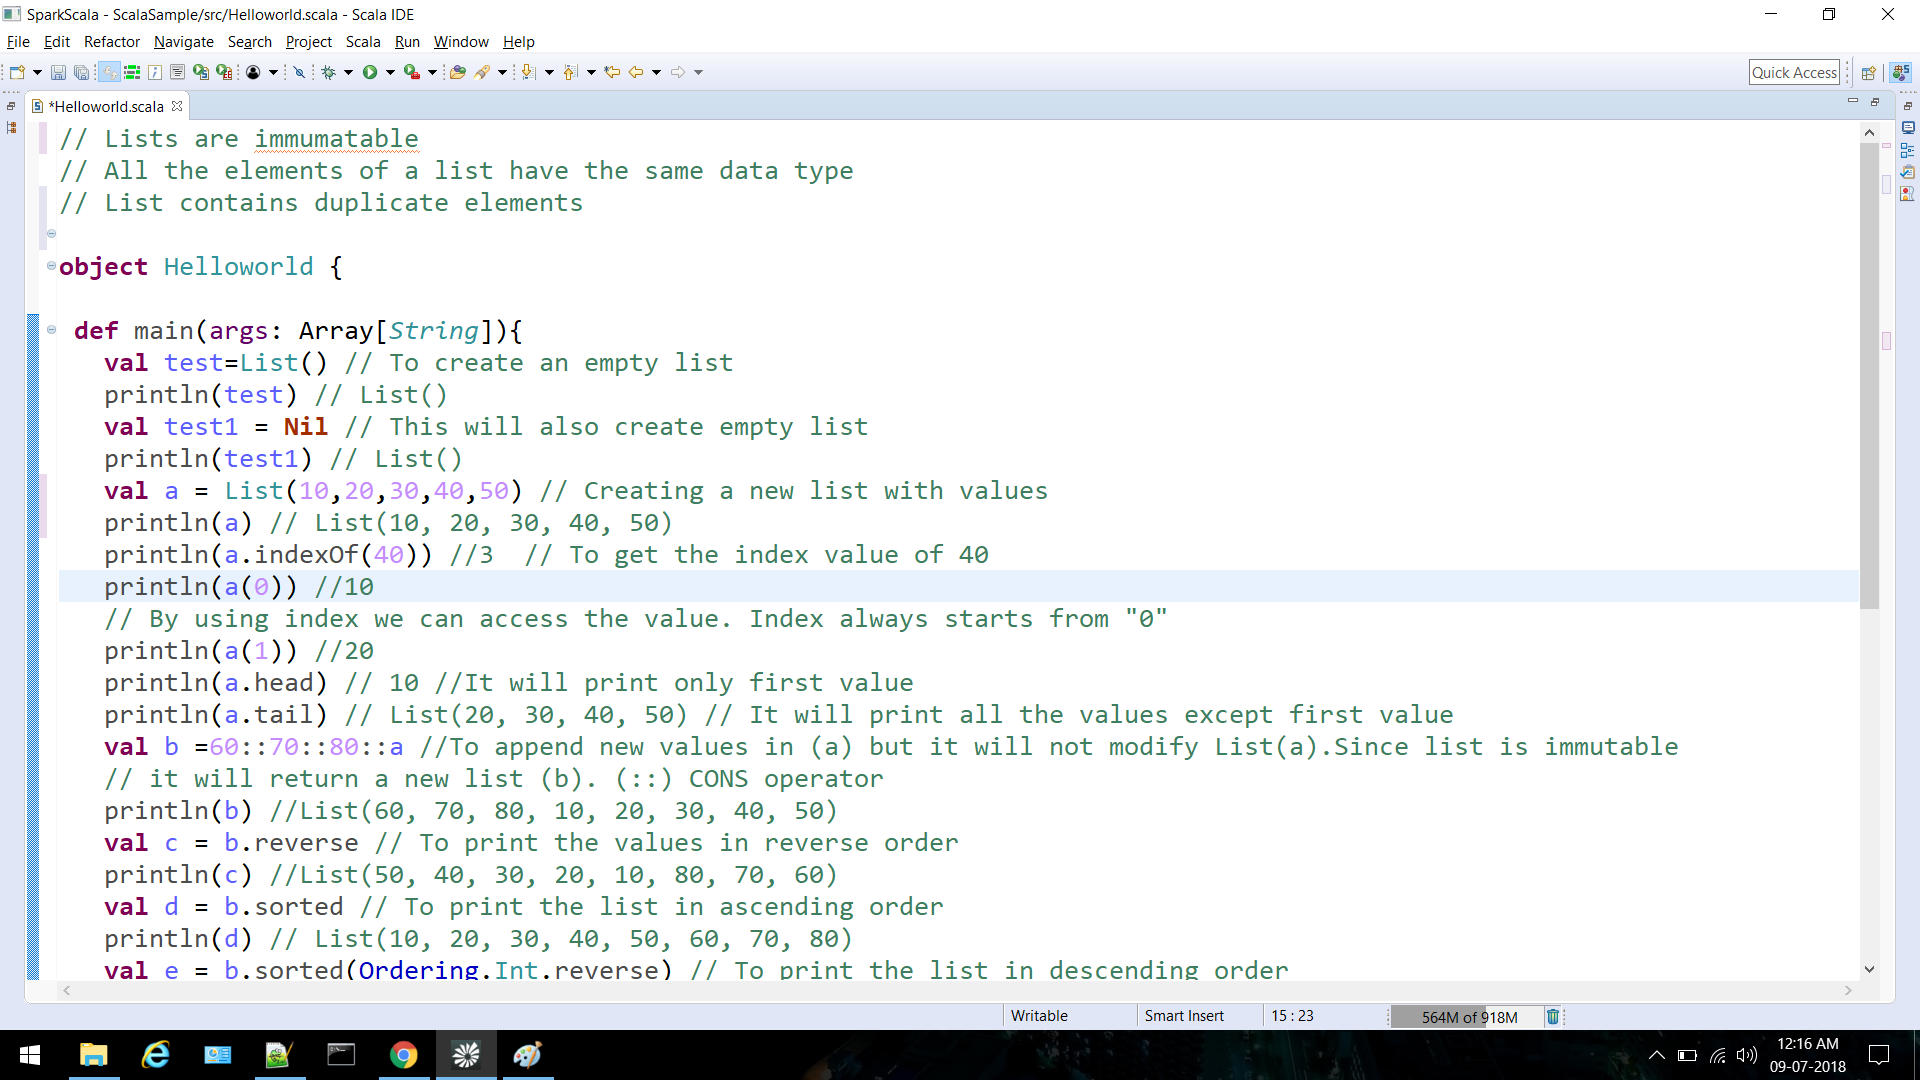 SparkScala - ScalaSample/src/Helloworld.scala - Scala IDE
File Edit Refactor Navigate Search Project Scala Run Window Help
Quick Access
*Helloworld.scala
// Lists are immumatable
// All the elements of a list have the same data type
// List contains duplicate elements
object Helloworld {
def main(args: Array[String]){
val test=List() // To create an empty list
println(test) // List()
val test1 = Nil // This will also create empty list
println(test1) // List()
val a = List(10,20,30,40,50) // Creating a new list with values
println(a) // List(10, 20, 30, 40, 50)
println(a.indexOf(40)) //3  // To get the index value of 40
println(a(0)) //10
// By using index we can access the value. Index always starts from "0"
println(a(1)) //20
println(a.head) // 10 //It will print only first value
println(a.tail) // List(20, 30, 40, 50) // It will print all the values except first value
val b =60::70::80::a //To append new values in (a) but it will not modify List(a).Since list is immutable
// it will return a new list (b). (::) CONS operator
println(b) //List(60, 70, 80, 10, 20, 30, 40, 50)
val c = b.reverse // To print the values in reverse order
println(c) //List(50, 40, 30, 20, 10, 80, 70, 60)
val d = b.sorted // To print the list in ascending order
println(d) // List(10, 20, 30, 40, 50, 60, 70, 80)
val e = b.sorted(Ordering.Int.reverse) // To print the list in descending order
Writable Smart Insert 15 : 23 564M of 918M
12:16 AM
09-07-2018